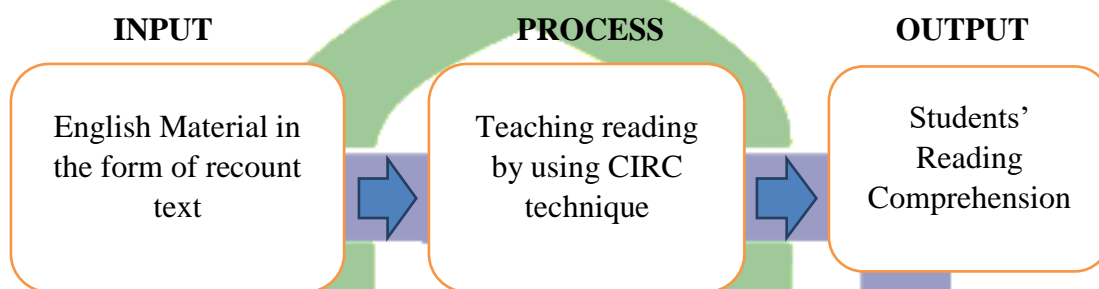 INPUT
PROCESS
OUTPUT
English Material in
the form of recount
text
Teaching reading
by using CIRC
technique
Students’
Reading
Comprehension